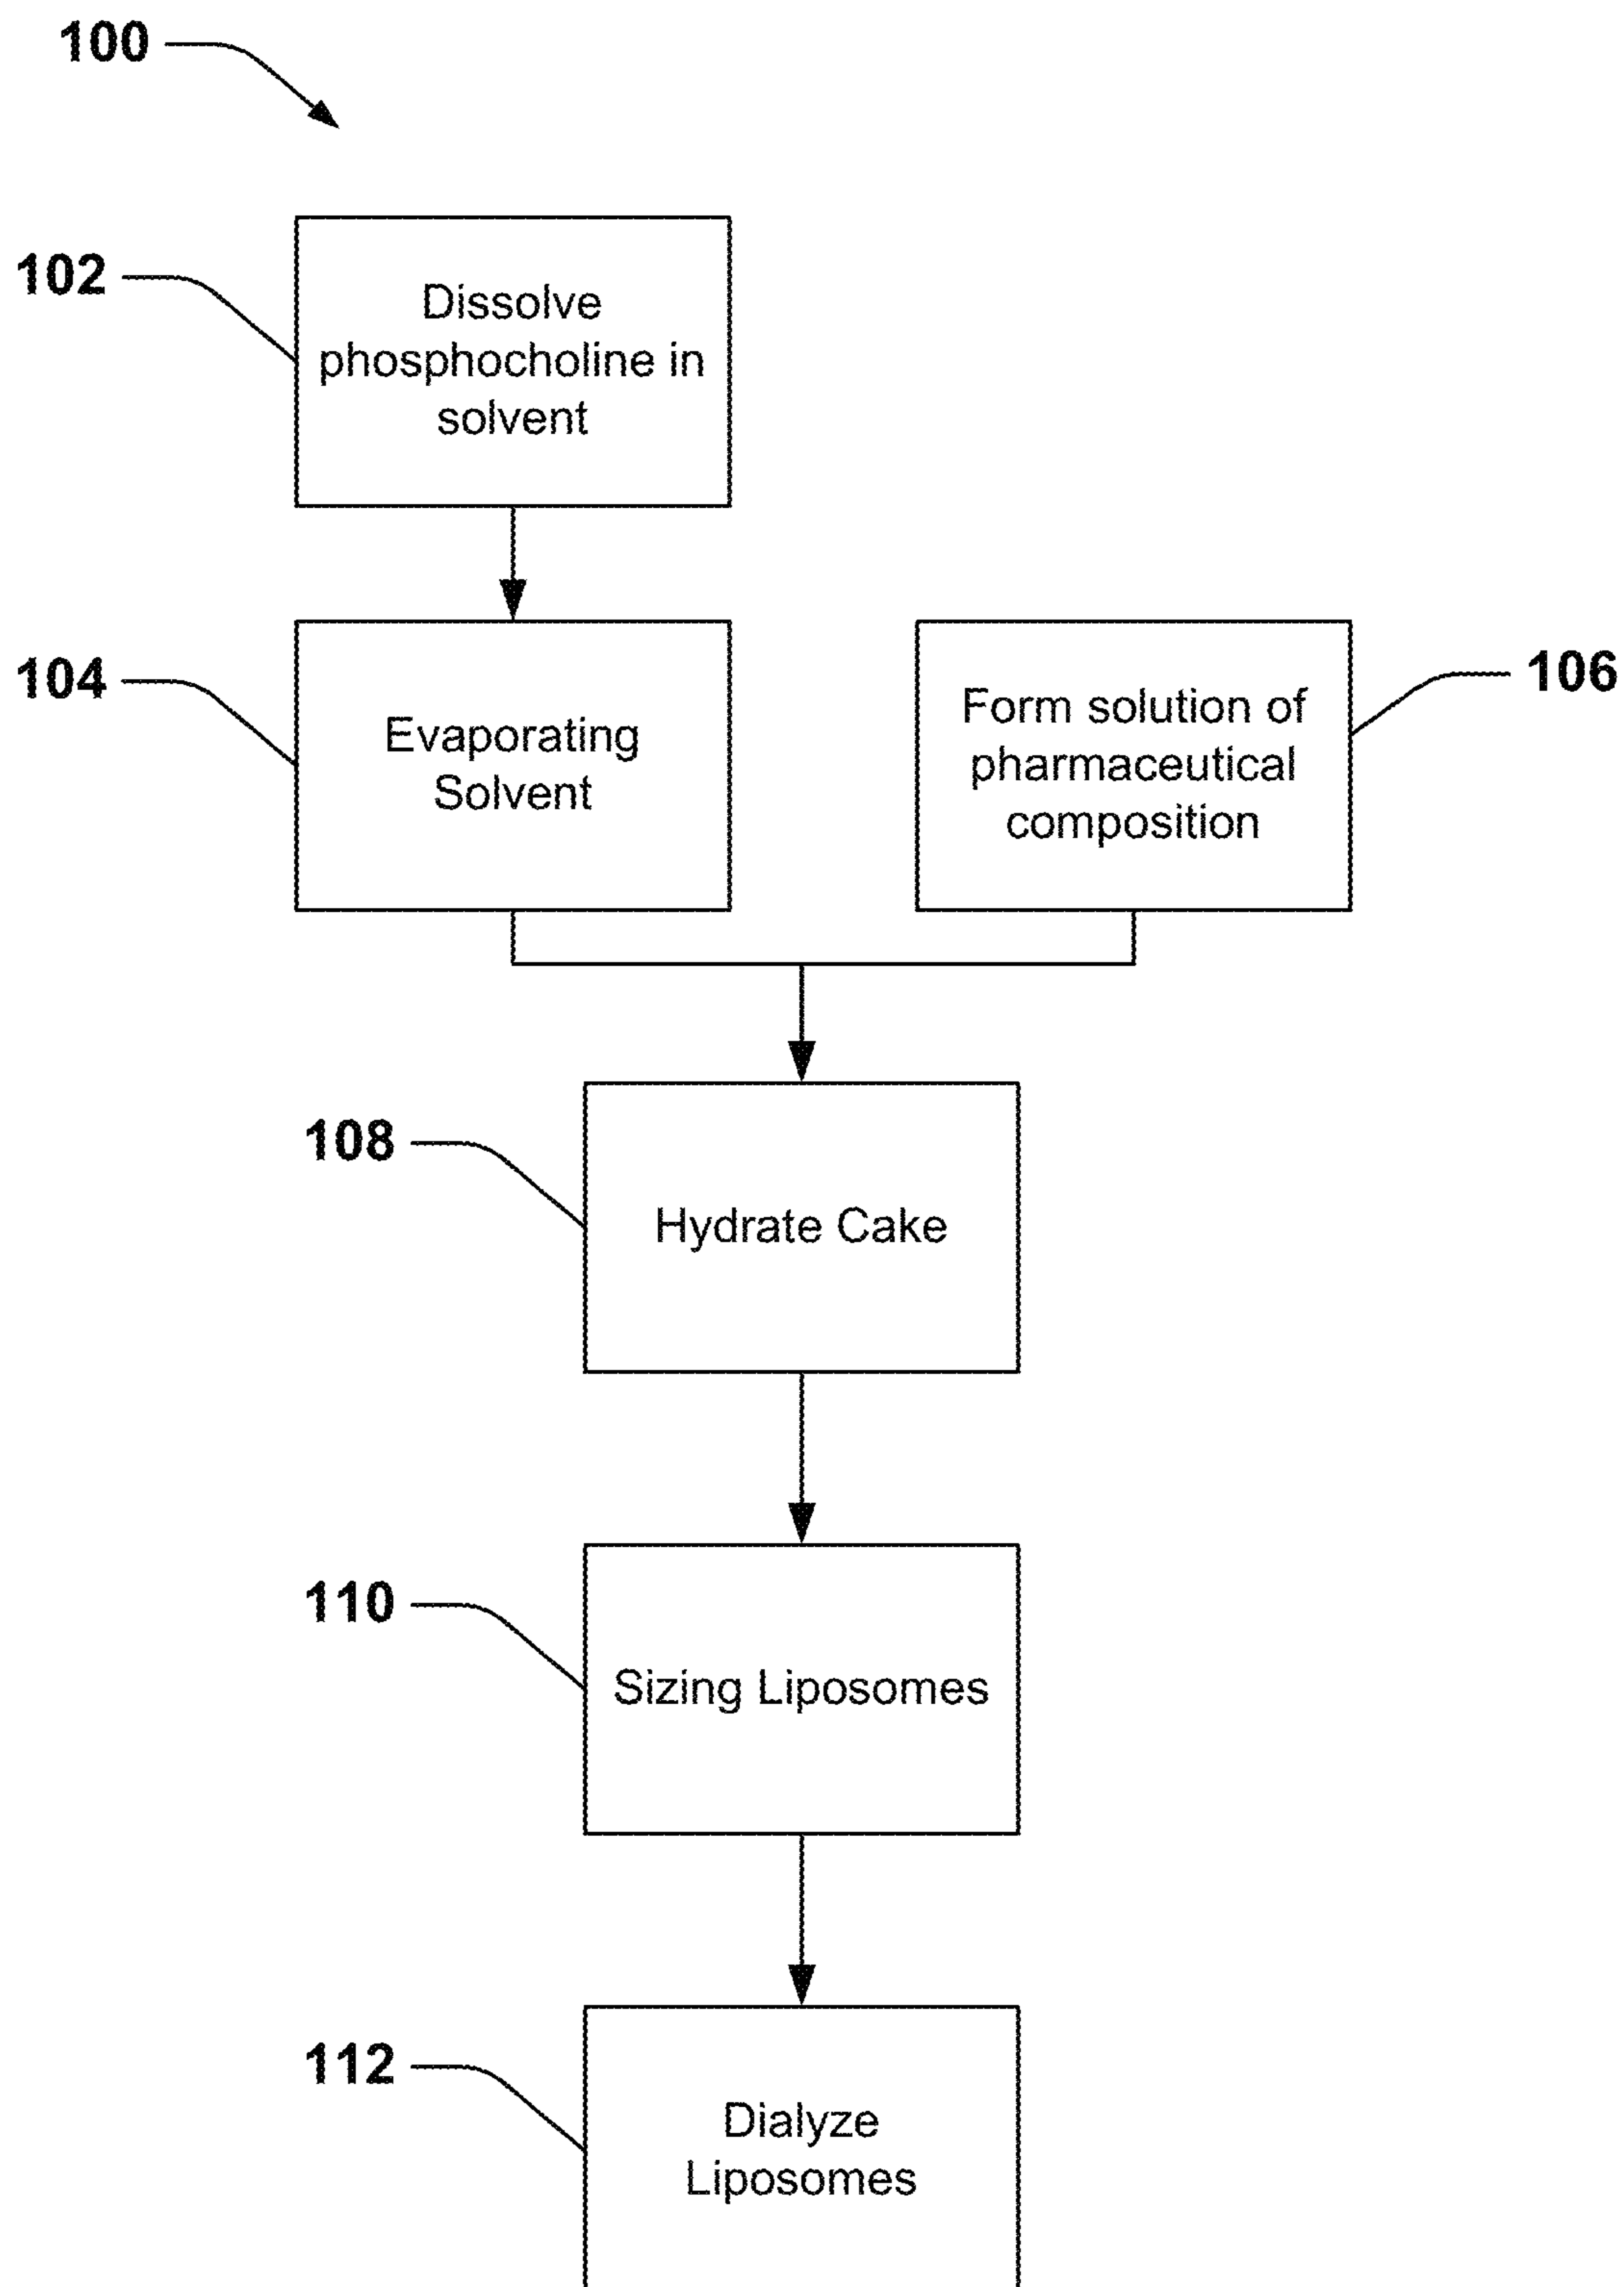 100
102
Dissolve
phosphocholine in
solvent
104
Evaporating
Solvent
Form solution of
pharmaceutical
composition
106
108
Hydrate Cake
110
Sizing Liposomes
112
Dialyze
Liposomes